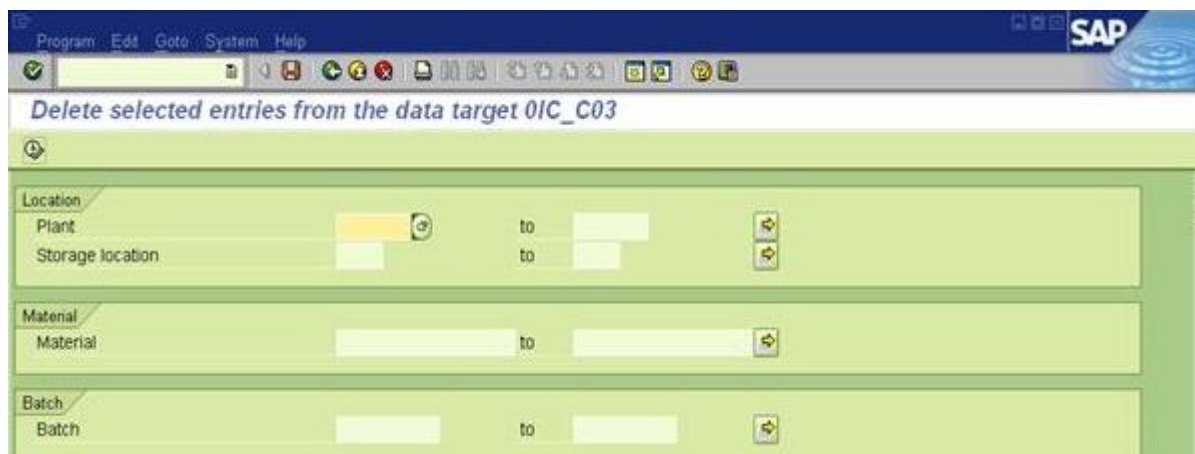 Program Edit Goto System Help
SAP
Delete selected entries from the data target 0IC_C03
Location
Plant to
Storage location to
Material
Material to
Batch
Batch to